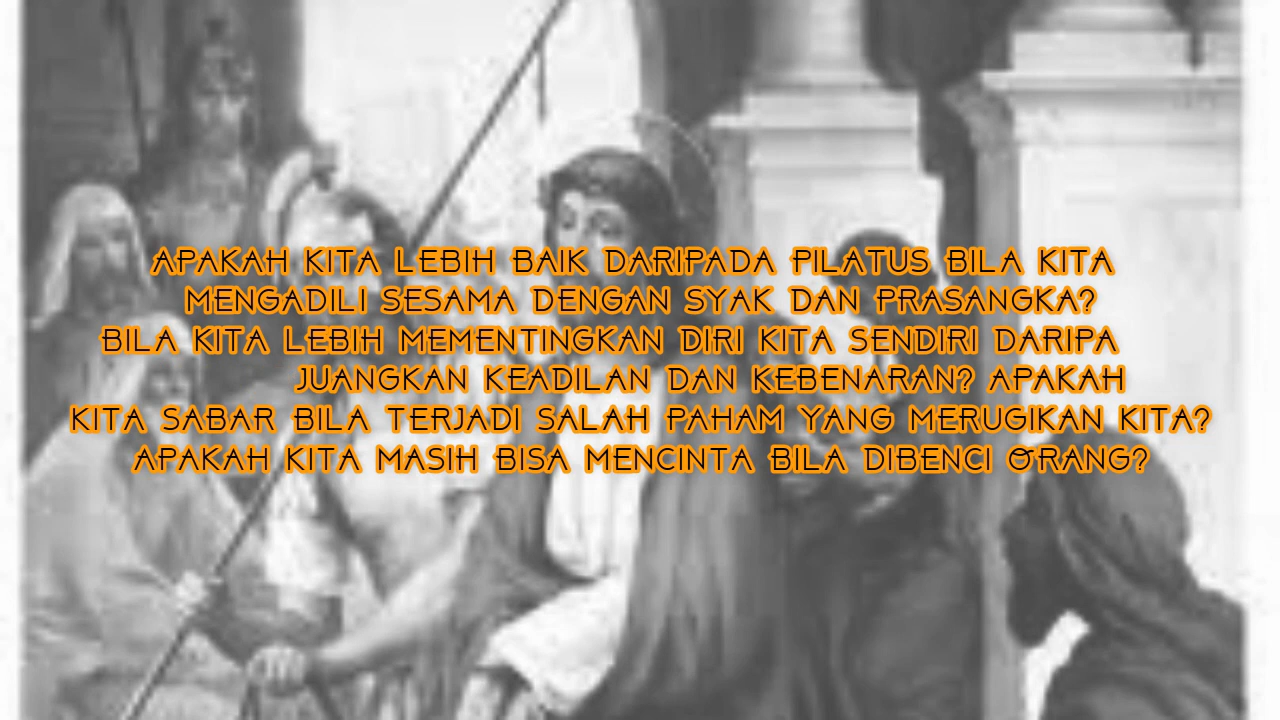 APAKAH KITA LEBIH BAIK DARIPADA PILATUS BILA KITA
MENGADILI SESAMA DENGAN SYAK DAN PRASANGKA?
BILA KITA LEBIH MEMENTINGKAN DIRI KITA SENDIRI DARIPA
JUANGKAN KEADILAN DAN KEBENARAN? APAKAH
KITA SABAR BILA TERJADI SALAH PAHAM YANG MERUGIKAN KITA?
APAKAH KITA MASIH BISA MENCINTA BILA DIBENCI ORANG?